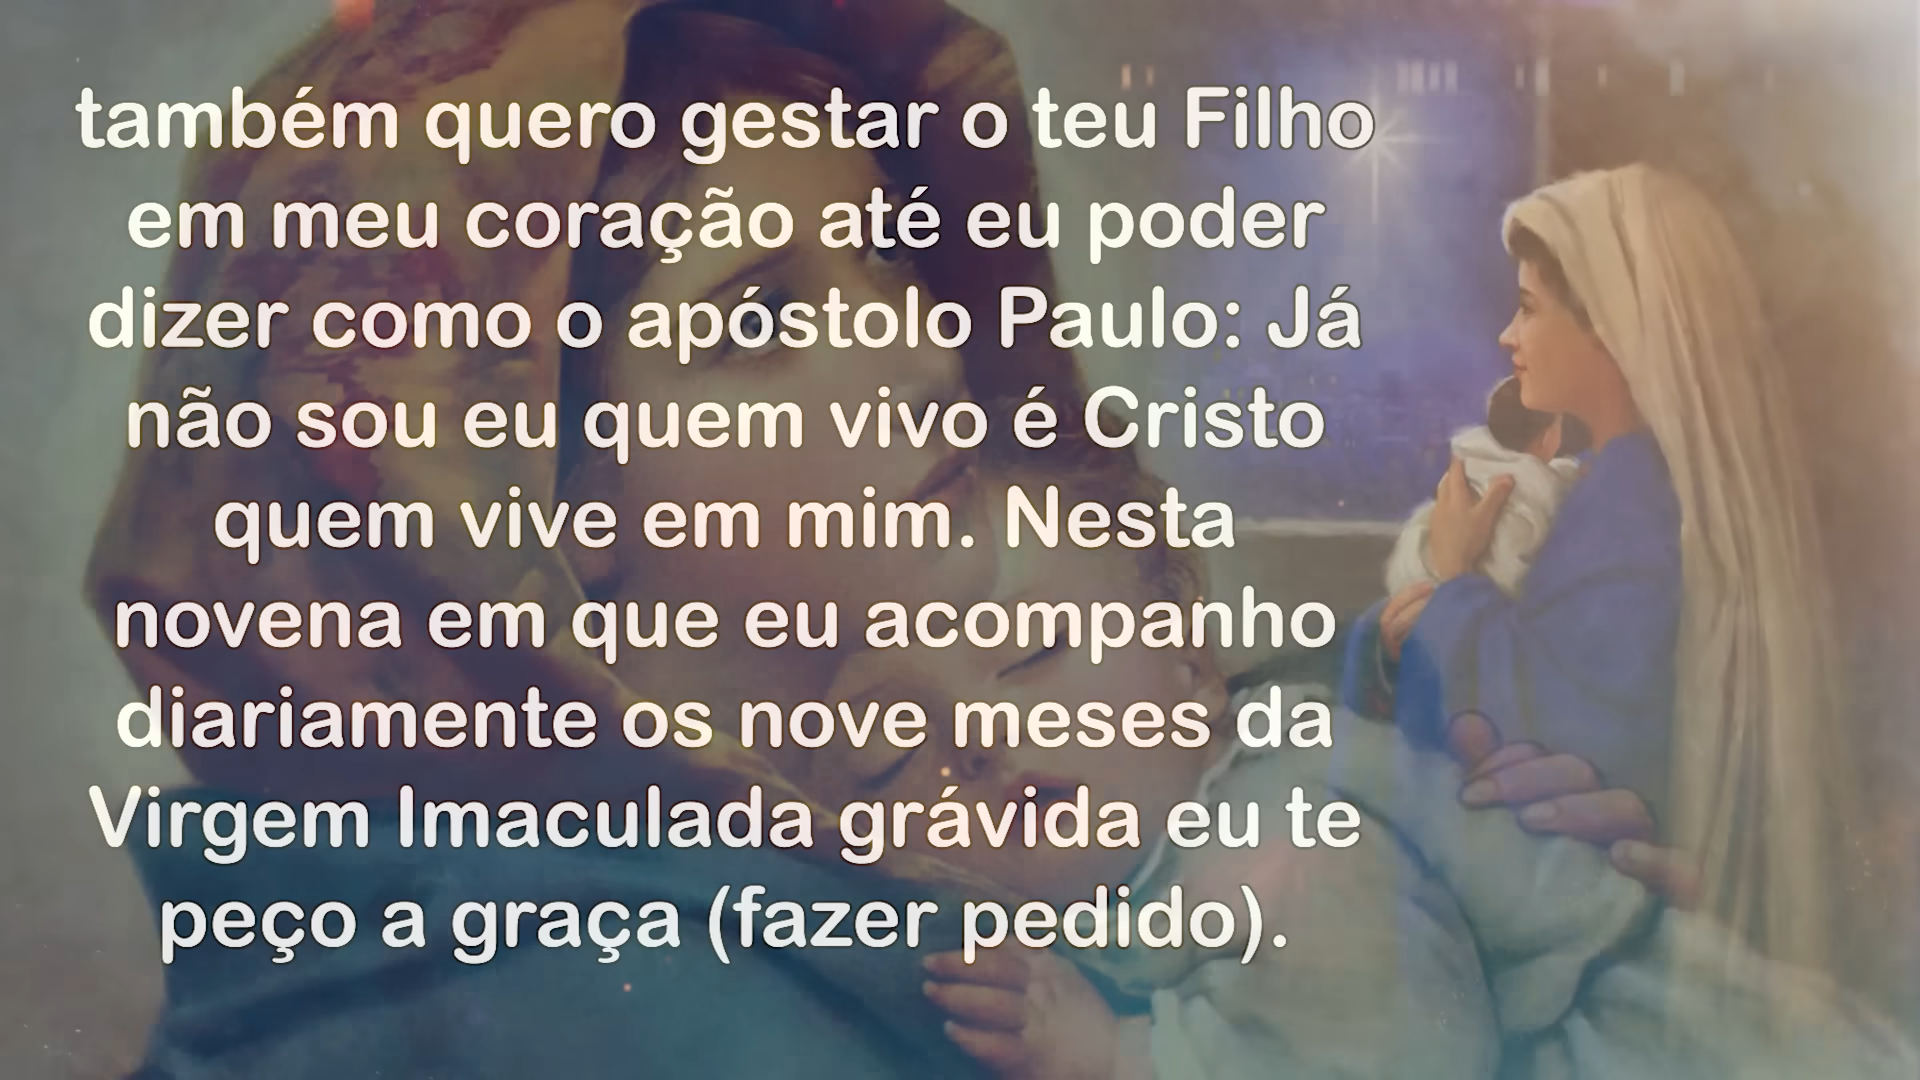 também quero gestar o teu Filho
em meu coração até eu poder
dizer como o apóstolo Paulo: Já
não sou eu quem vivo é Cristo
quem vive em mim. Nesta
novena em que eu acompanho
diariamente os nove meses da
Virgem Imaculada grávida eu te
peço a graça (fazer pedido).